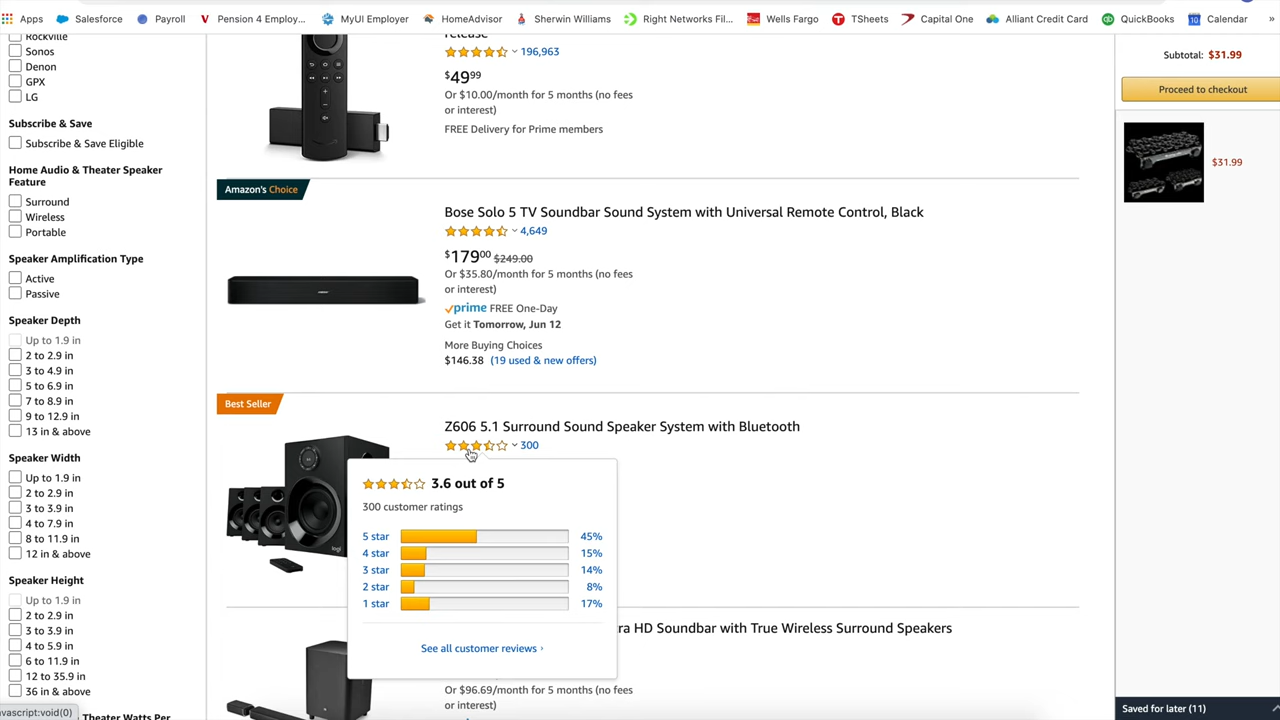 Apps Salesforce Payroll Pension 4 Employ... MyUI Employer HomeAdvisor Sherwin Williams Right Networks Fil... Wells Fargo TSheets Capital One Alliant Credit Card QuickBooks Calendar »
Rockville
Sonos
Denon
GPX
LG
Subscribe & Save
Subscribe & Save Eligible
Home Audio & Theater Speaker
Feature
Surround
Wireless
Portable
Speaker Amplification Type
Active
Passive
Speaker Depth
Up to 1.9 in
2 to 2.9 in
3 to 4.9 in
5 to 6.9 in
7 to 8.9 in
9 to 12.9 in
13 in & above
Speaker Width
Up to 1.9 in
2 to 2.9 in
3 to 3.9 in
4 to 7.9 in
8 to 11.9 in
12 in & above
Speaker Height
Up to 1.9 in
2 to 2.9 in
3 to 3.9 in
4 to 5.9 in
6 to 11.9 in
12 to 35.9 in
36 in & above
Theater Watts Per
avascript:void(0)
release
196,963
$49.99
Or $10.00/month for 5 months (no fees
or interest)
FREE Delivery for Prime members
Amazon's Choice
Bose Solo 5 TV Soundbar Sound System with Universal Remote Control, Black
4,649
$179.00 $249.00
Or $35.80/month for 5 months (no fees
or interest)
prime FREE One-Day
Get it Tomorrow, Jun 12
More Buying Choices
$146.38 (19 used & new offers)
Best Seller
Z606 5.1 Surround Sound Speaker System with Bluetooth
300
logi
3.6 out of 5
300 customer ratings
5 star 45%
4 star 15%
3 star 14%
2 star 8%
1 star 17%
See all customer reviews ›
ra HD Soundbar with True Wireless Surround Speakers
Or $96.69/month for 5 months (no fees
or interest)
Subtotal: $31.99
Proceed to checkout
$31.99
Saved for later (11)